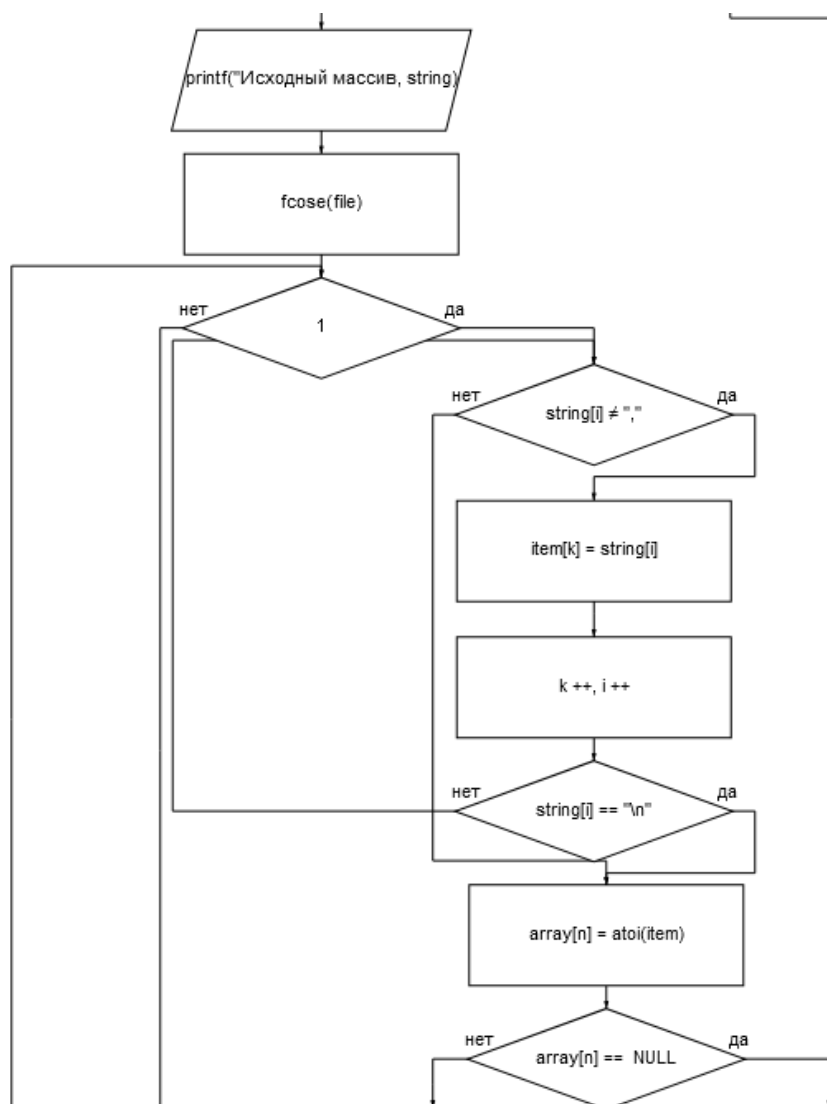 printf("Исходный массив, string)
fcose(file)
нет
да
1
нет
да
string[i] ≠ ","
item[k] = string[i]
k ++, i ++
нет
да
string[i] == "\n"
array[n] = atoi(item)
нет
да
array[n] == NULL